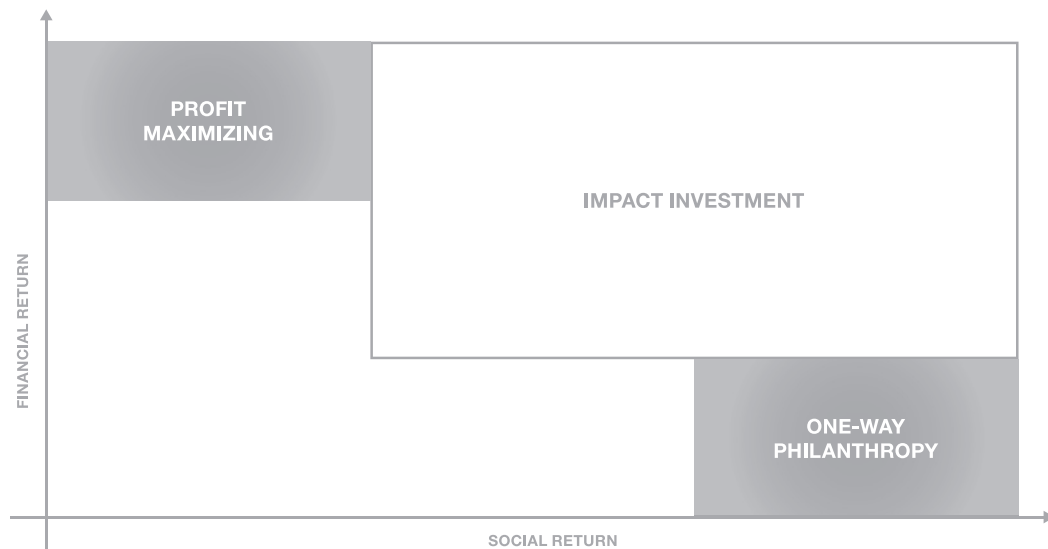 PROFIT
MAXIMIZING
IMPACT INVESTMENT
FINANCIAL RETURN
ONE-WAY
PHILANTHROPY
SOCIAL RETURN